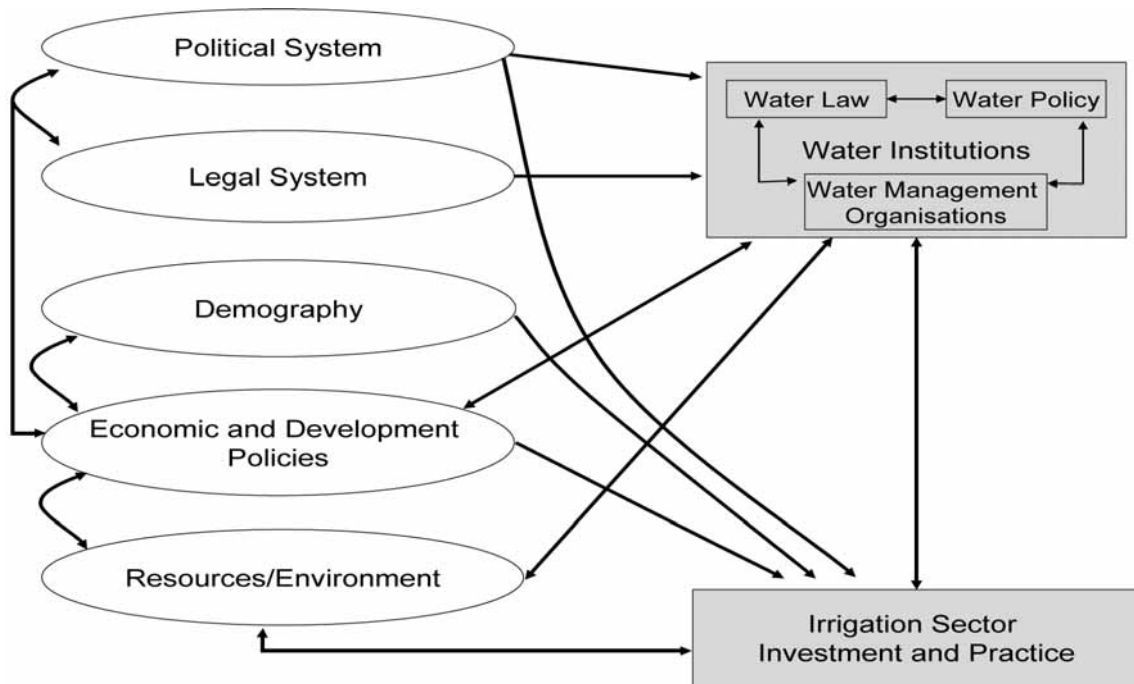 Political System
Legal System
Demography
Economic and Development
Policies
Resources/Environment
Water Law
Water Policy
Water Institutions
Water Management
Organisations
Irrigation Sector
Investment and Practice